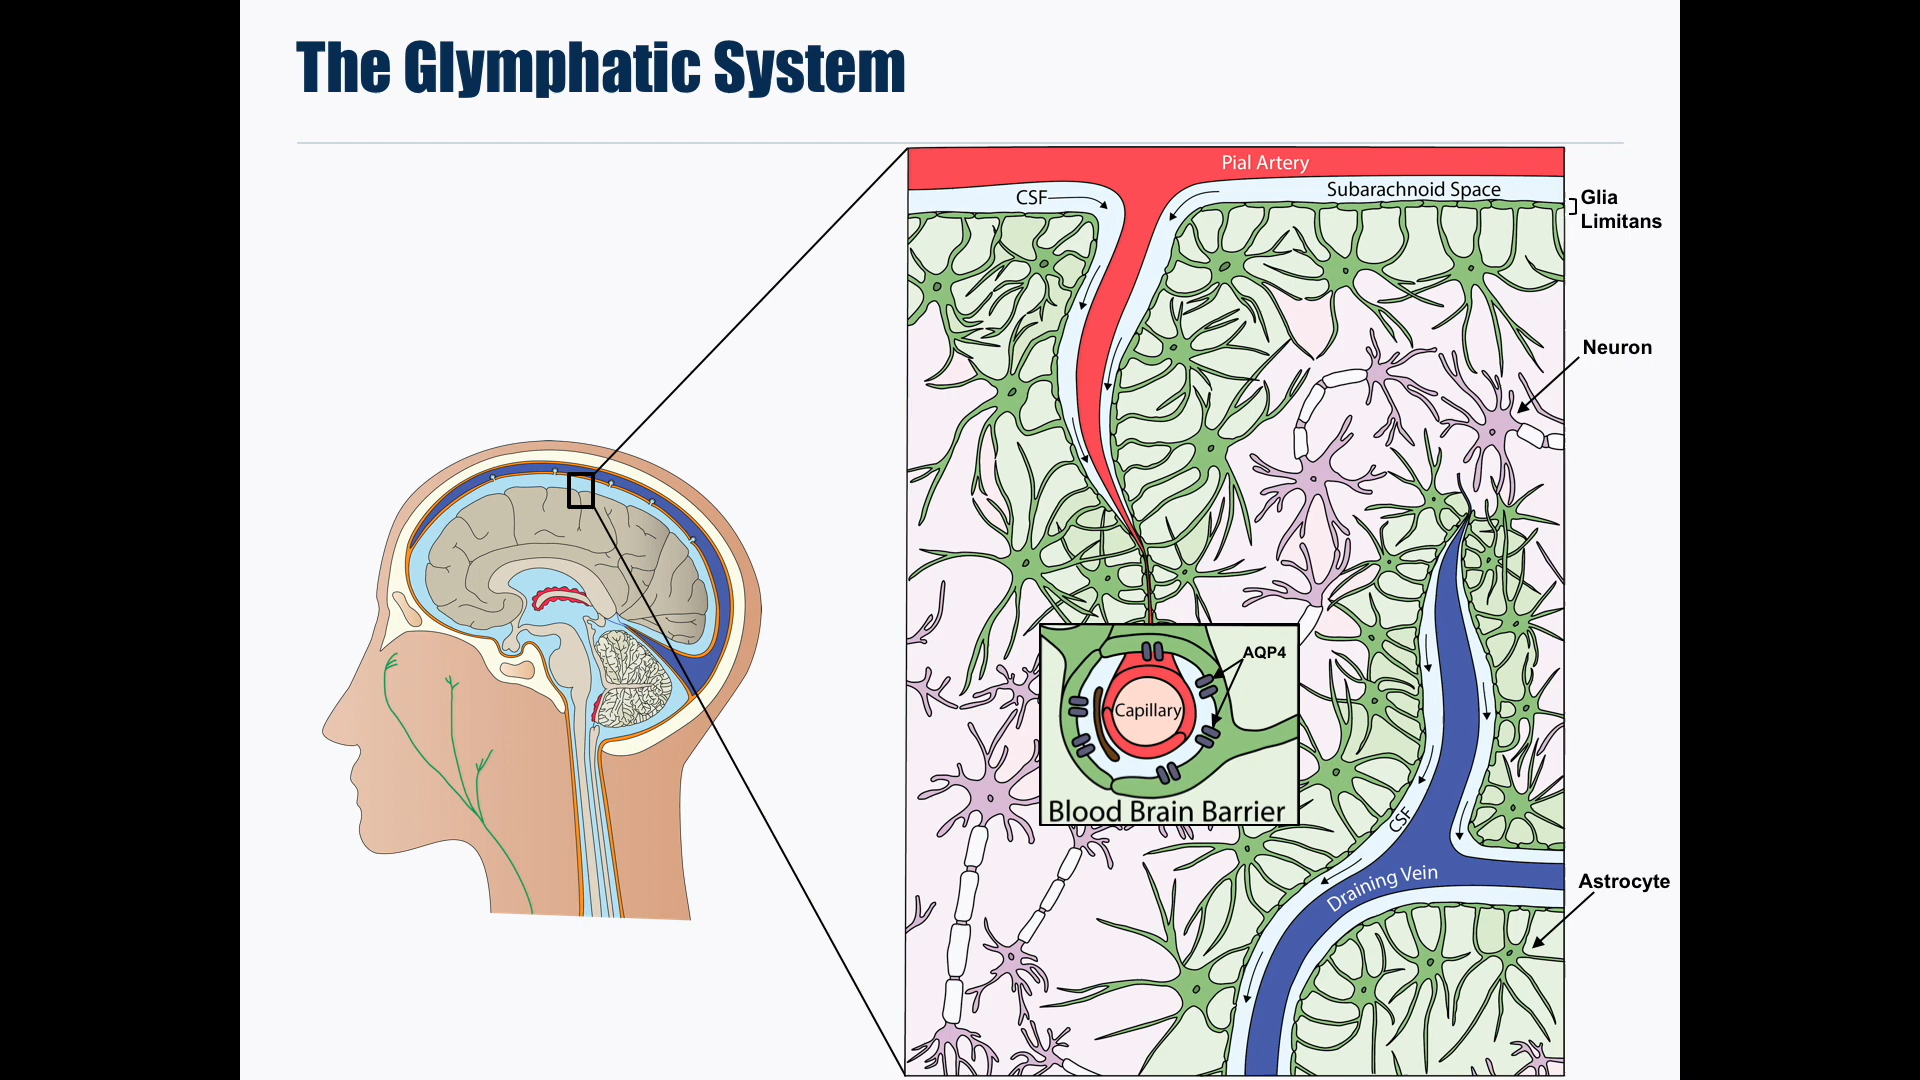 The Glymphatic System
Pial Artery
CSF
Subarachnoid Space
Glia
Limitans
Neuron
AQP4
Capillary
Blood Brain Barrier
CSF
Draining Vein
Astrocyte